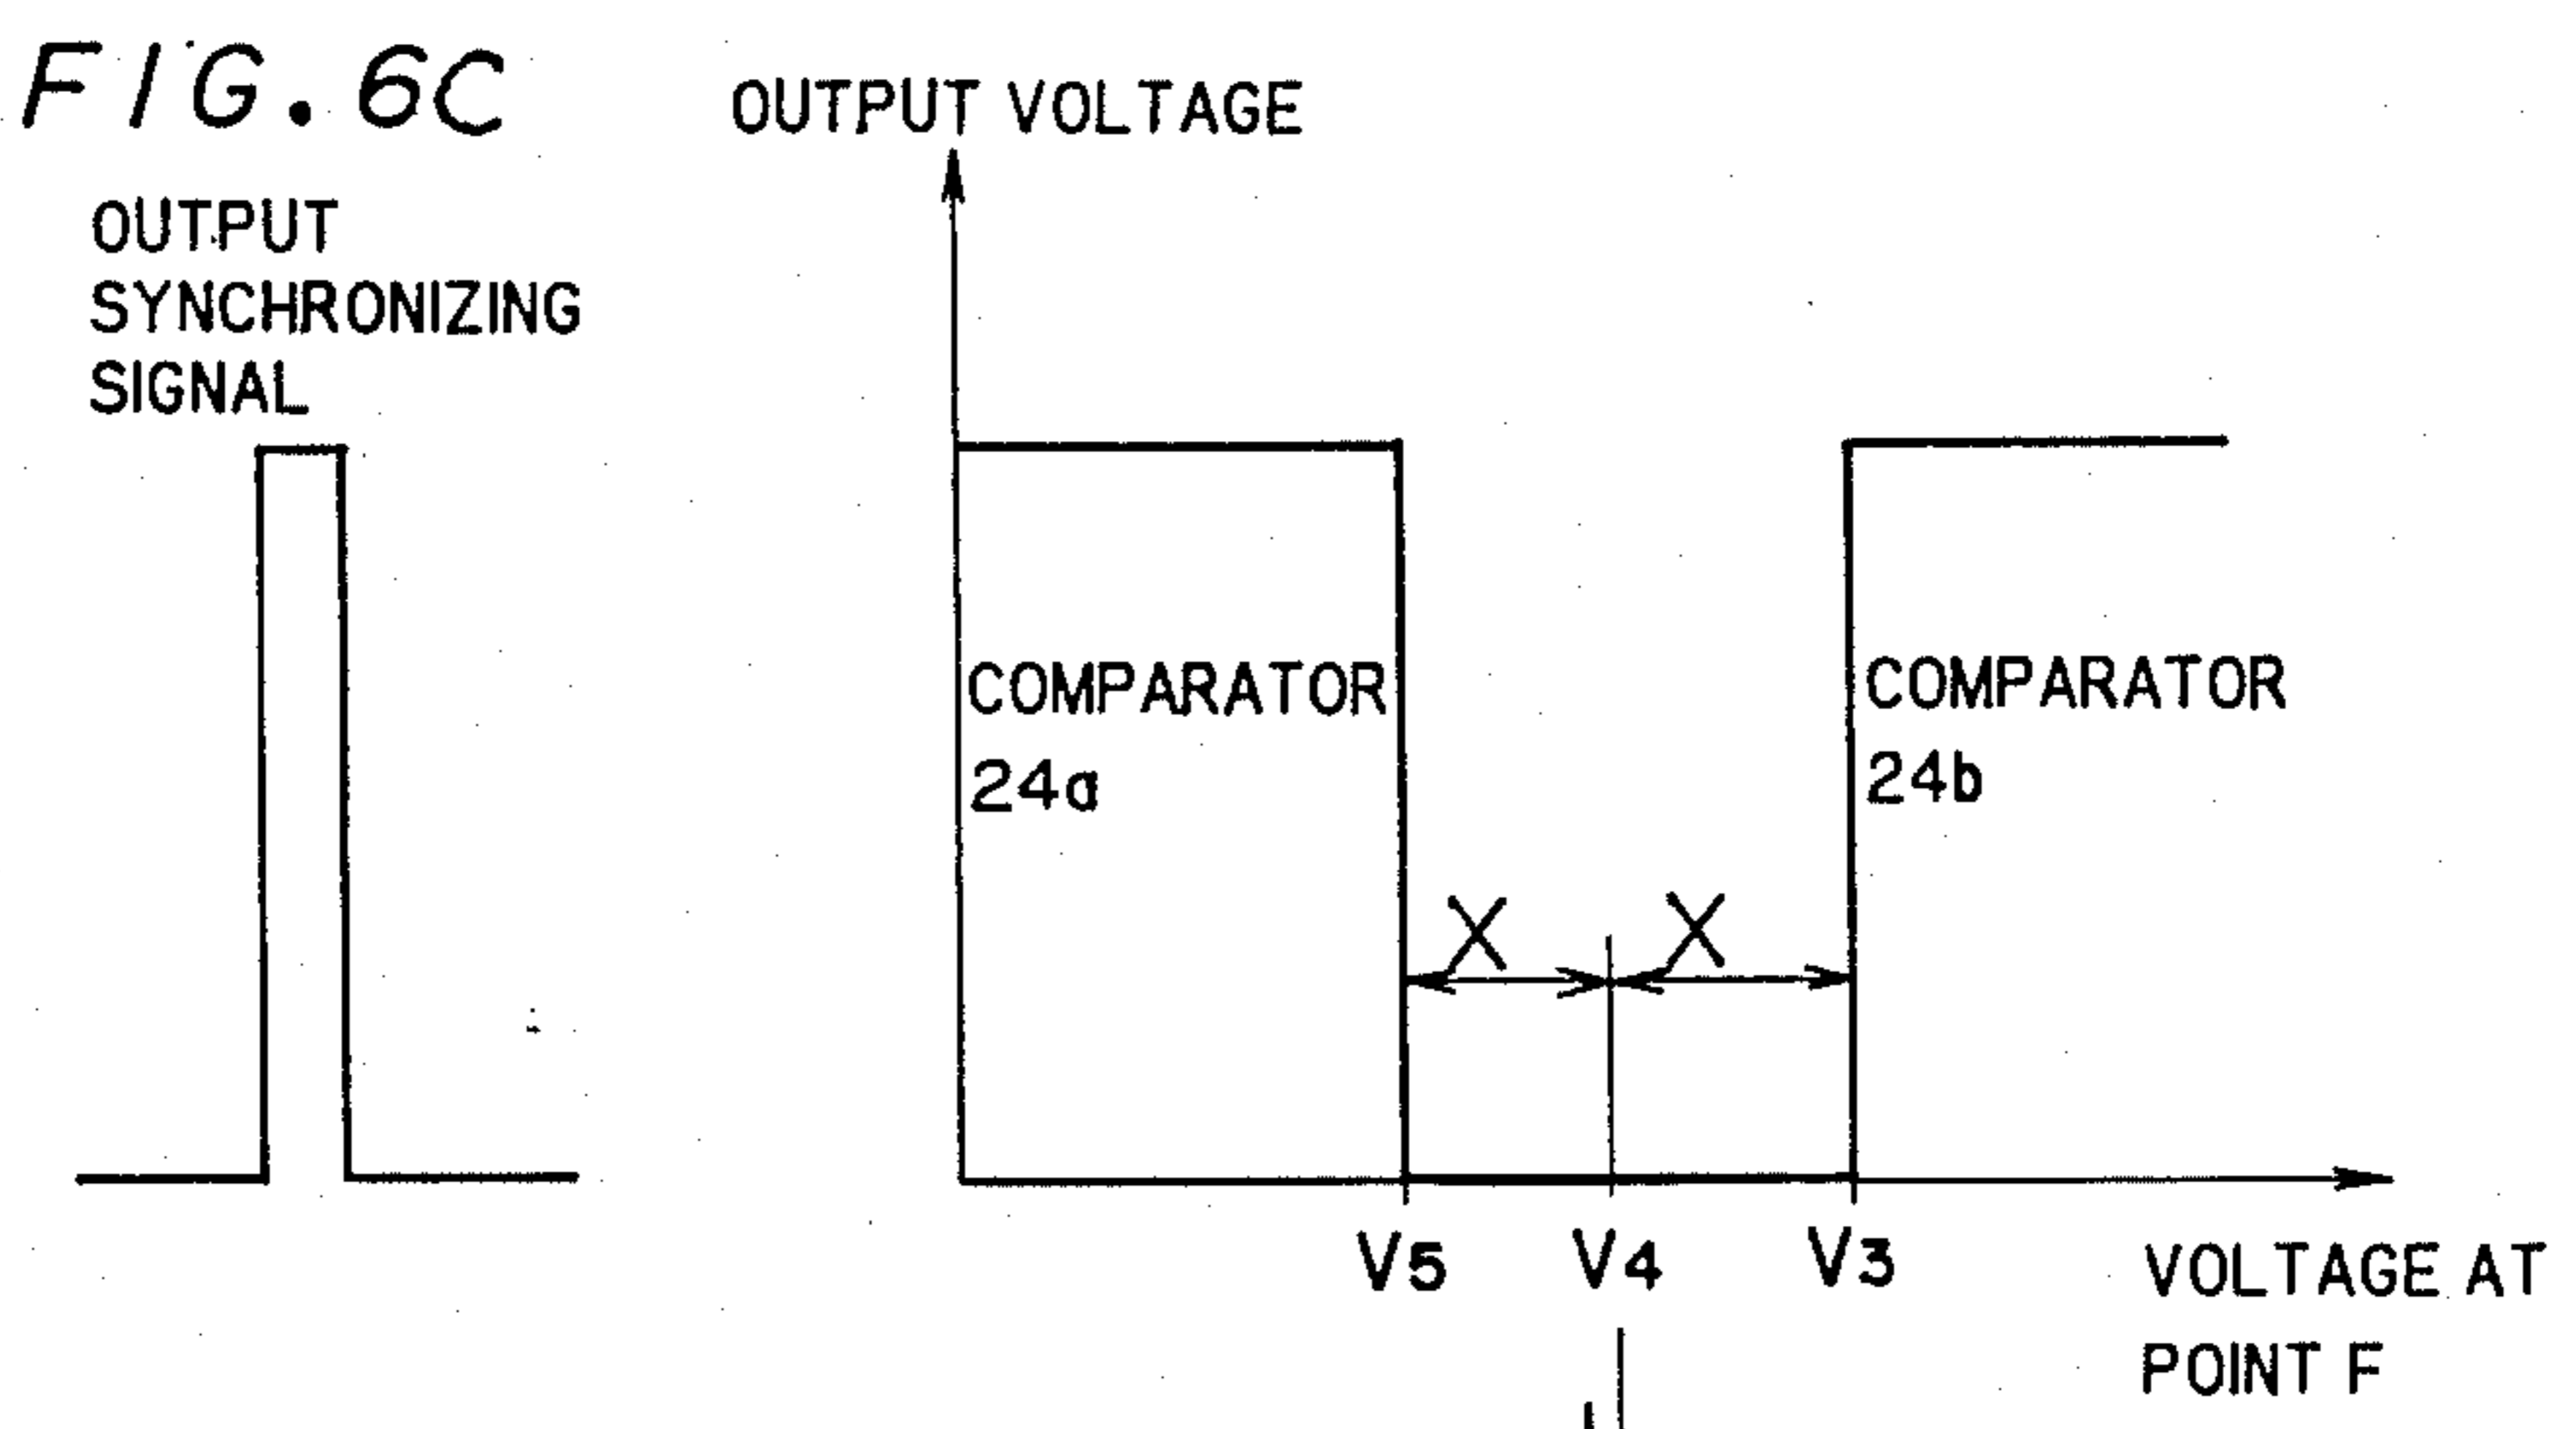 FIG. 6C
OUTPUT VOLTAGE
OUTPUT
SYNCHRONIZING
SIGNAL
COMPARATOR
24a
COMPARATOR
24b
X X
V5 V4 V3
VOLTAGE AT
POINT F